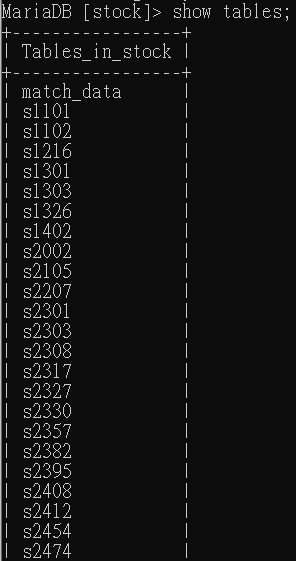 MariaDB [stock]> show tables;
+-----------------+
| Tables_in_stock |
+-----------------+
| match_data      |
| s1101           |
| s1102           |
| s1216           |
| s1301           |
| s1303           |
| s1326           |
| s1402           |
| s2002           |
| s2105           |
| s2207           |
| s2301           |
| s2303           |
| s2308           |
| s2317           |
| s2327           |
| s2330           |
| s2357           |
| s2382           |
| s2395           |
| s2408           |
| s2412           |
| s2454           |
| s2474           |